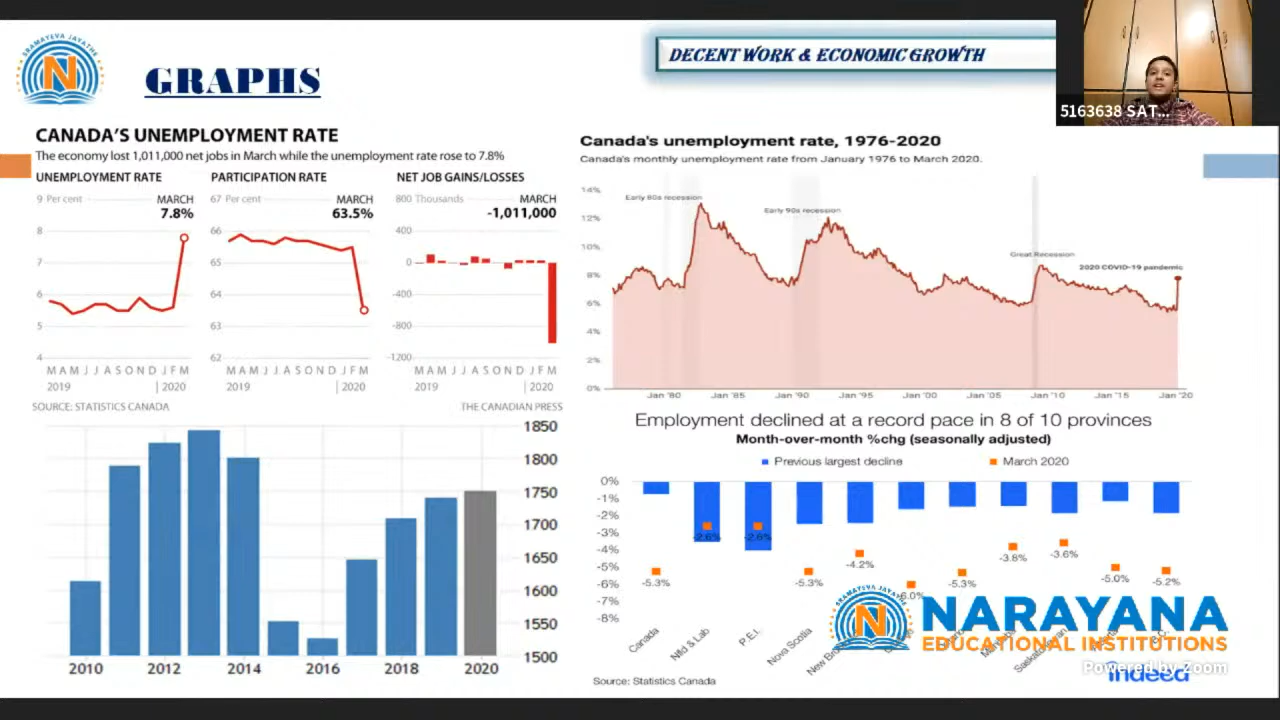 SRAMAYEVA JAYATHE
N
GRAPHS
DECENT WORK & ECONOMIC GROWTH
5163638 SAT...
CANADA'S UNEMPLOYMENT RATE
The economy lost 1,011,000 net jobs in March while the unemployment rate rose to 7.8%
UNEMPLOYMENT RATE
9 Per cent
MARCH
7.8%
8
7
6
5
4
M A M J J A S O N D J F M
2019 2020
PARTICIPATION RATE
67 Per cent
MARCH
63.5%
66
65
64
63
62
M A M J J A S O N D J F M
2019 2020
NET JOB GAINS/LOSSES
800 Thousands
MARCH
-1,011,000
400
0
-400
-800
-1200
M A M J J A S O N D J F M
2019 2020
SOURCE: STATISTICS CANADA
THE CANADIAN PRESS
Canada's unemployment rate, 1976-2020
Canada's monthly unemployment rate from January 1976 to March 2020.
14%
12%
10%
8%
6%
4%
2%
0%
Early 80s recession
Early 90s recession
Great Recession
2020 COVID-19 pandemic
Jan '80 Jan '85 Jan '90 Jan '95 Jan '00 Jan '05 Jan '10 Jan '15 Jan '20
1850
1800
1750
1700
1650
1600
1550
1500
2010 2012 2014 2016 2018 2020
Employment declined at a record pace in 8 of 10 provinces
Month-over-month %chg (seasonally adjusted)
Previous largest decline March 2020
0%
-1%
-2%
-3%
-4%
-5%
-6%
-7%
-8%
-5.3% -2.6% -2.8% -5.3% -4.2% -6.0% -5.3% -3.8% -3.6% -5.0% -5.2%
Canada Nfld & Lab P.E.I. Nova Scotia
Source: Statistics Canada
SRAMAYEVA JAYATHE
N
NARAYANA
EDUCATIONAL INSTITUTIONS
Powered by Zoom
indeed